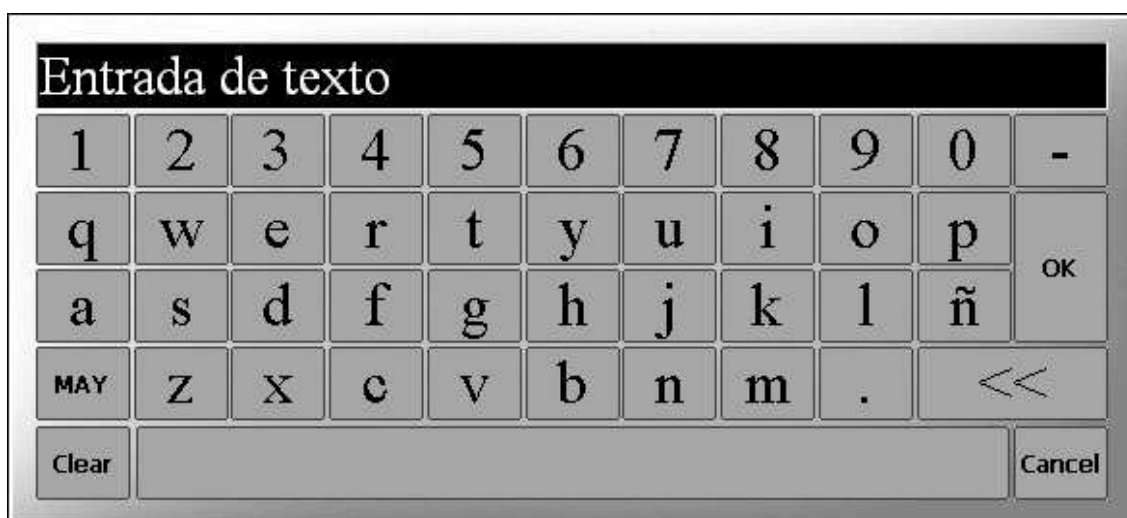 Entrada de texto
1 2 3 4 5 6 7 8 9 0 -
q w e r t y u i o p OK
a s d f g h j k l ñ
MAY z x c v b n m . <<
Clear Cancel